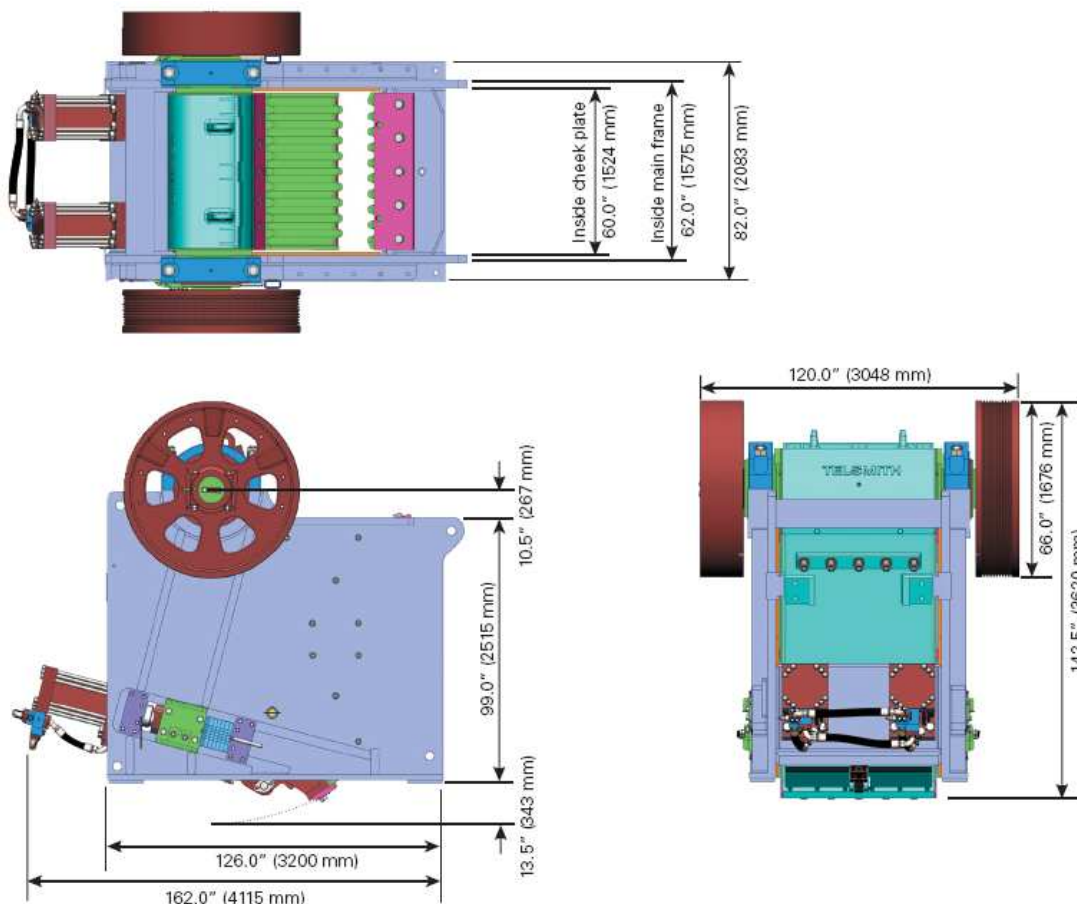 Inside cheek plate
60.0" (1524 mm)
Inside main frame
62.0" (1575 mm)
82.0" (2083 mm)
120.0" (3048 mm)
TELSMITH
66.0" (1676 mm)
10.5" (267 mm)
99.0" (2515 mm)
13.5" (343 mm)
126.0" (3200 mm)
162.0" (4115 mm)